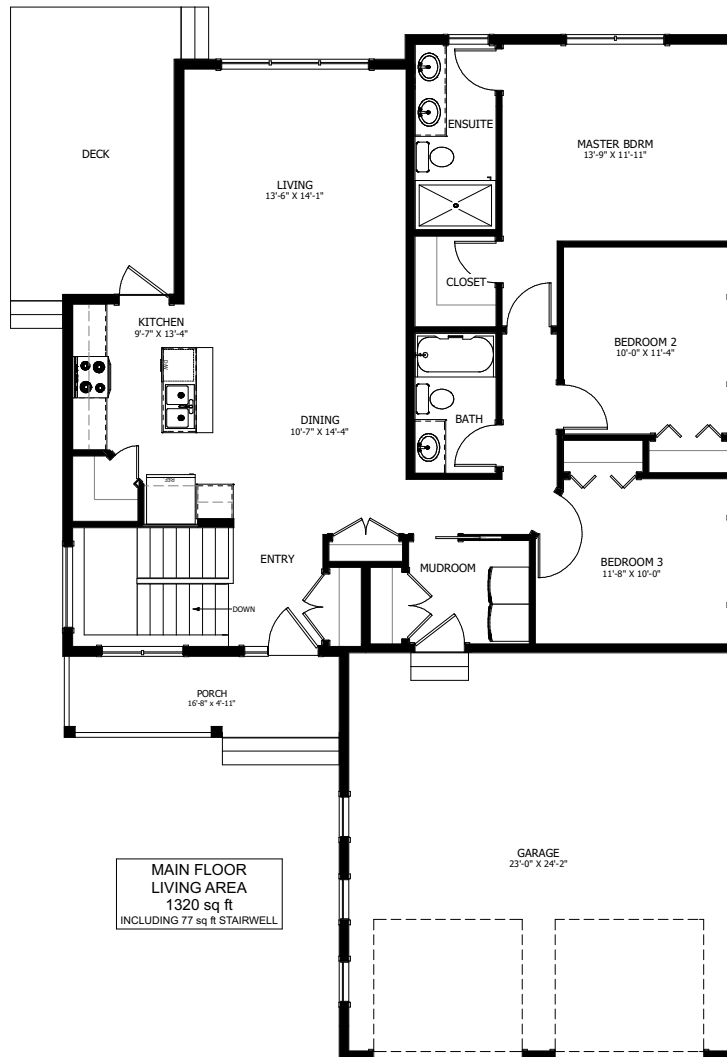 DECK
LIVING
13'-6" X 14'-1"
ENSUITE
MASTER BDRM
13'-9" X 11'-11"
CLOSET
KITCHEN
9'-7" X 13'-4"
D/W
BEDROOM 2
10'-0" X 11'-4"
DINING
10'-7" X 14'-4"
BATH
REF
ENTRY
MUDROOM
BEDROOM 3
11'-8" X 10'-0"
DOWN
PORCH
16'-8" x 4'-11"
GARAGE
23'-0" X 24'-2"
MAIN FLOOR
LIVING AREA
1320 sq ft
INCLUDING 77 sq ft STAIRWELL